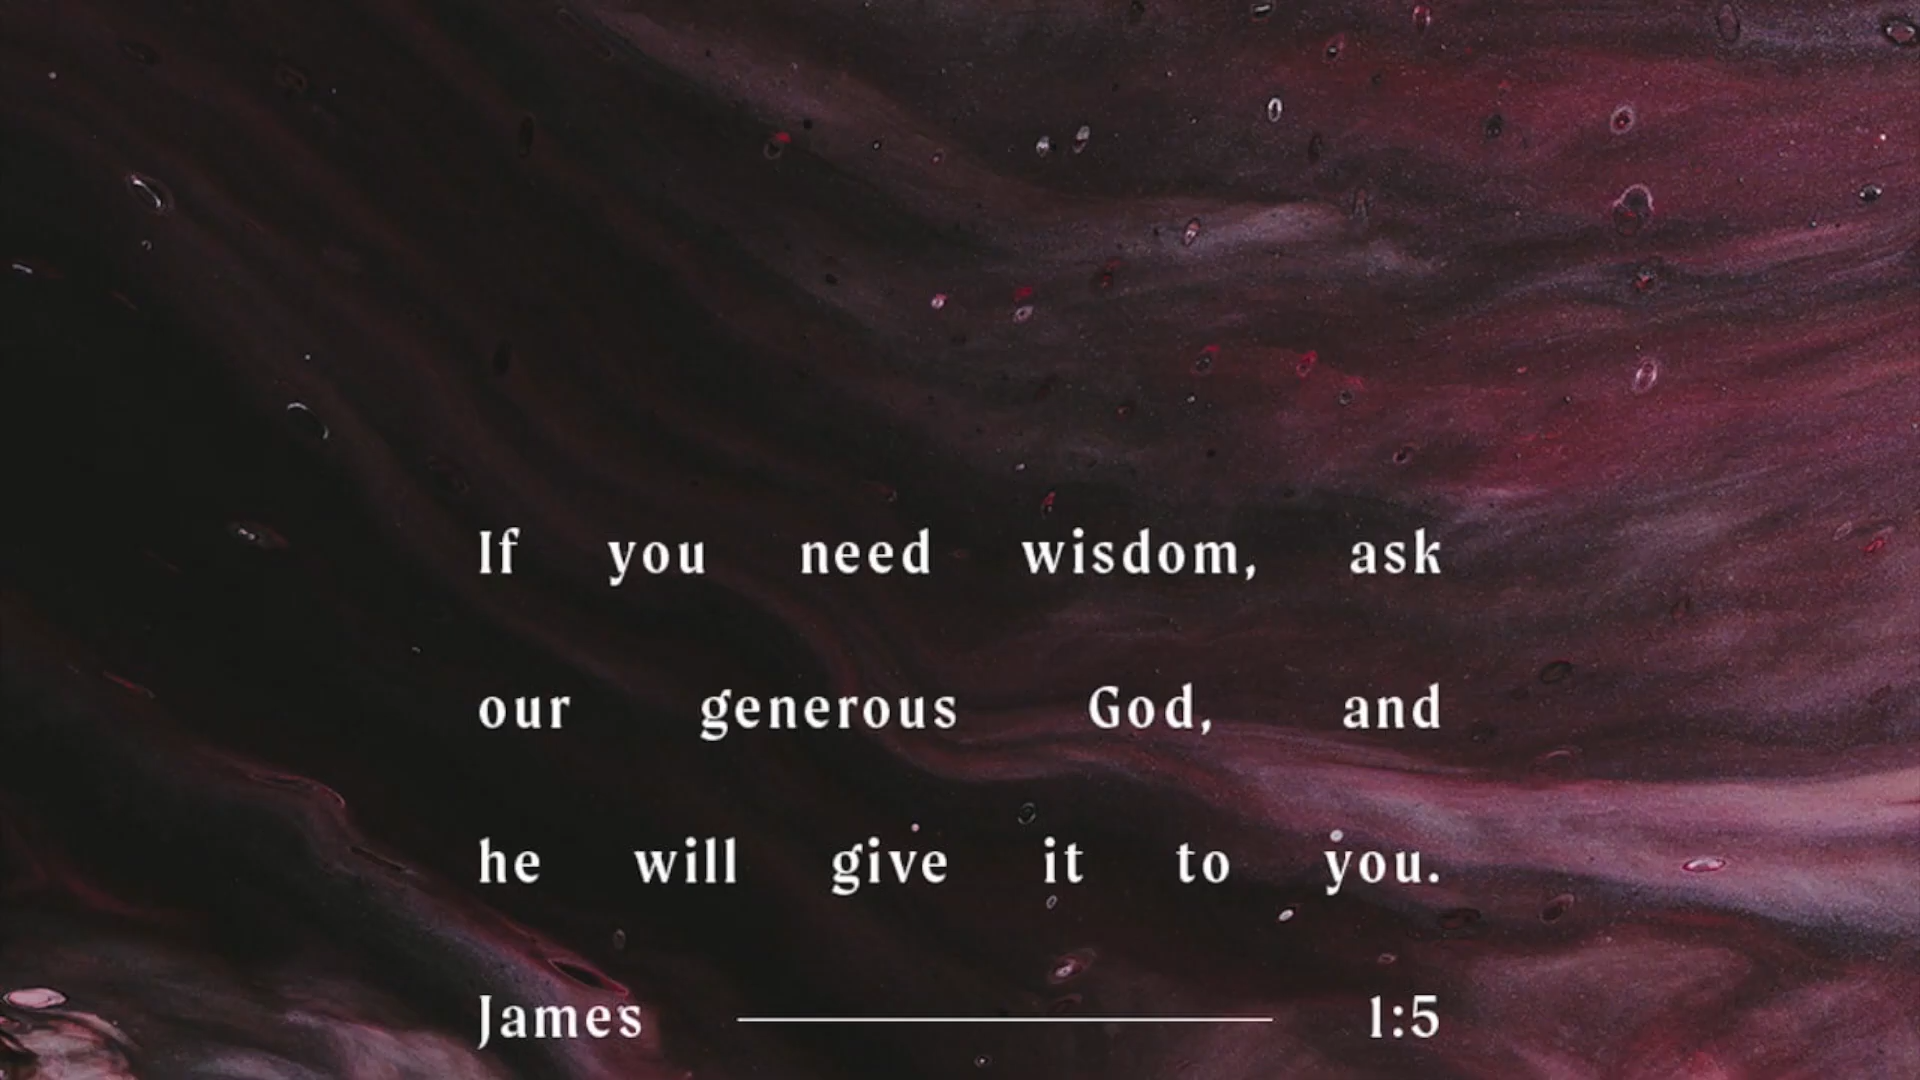 If you need wisdom, ask
our generous God, and
he will give it to you.
James 1:5